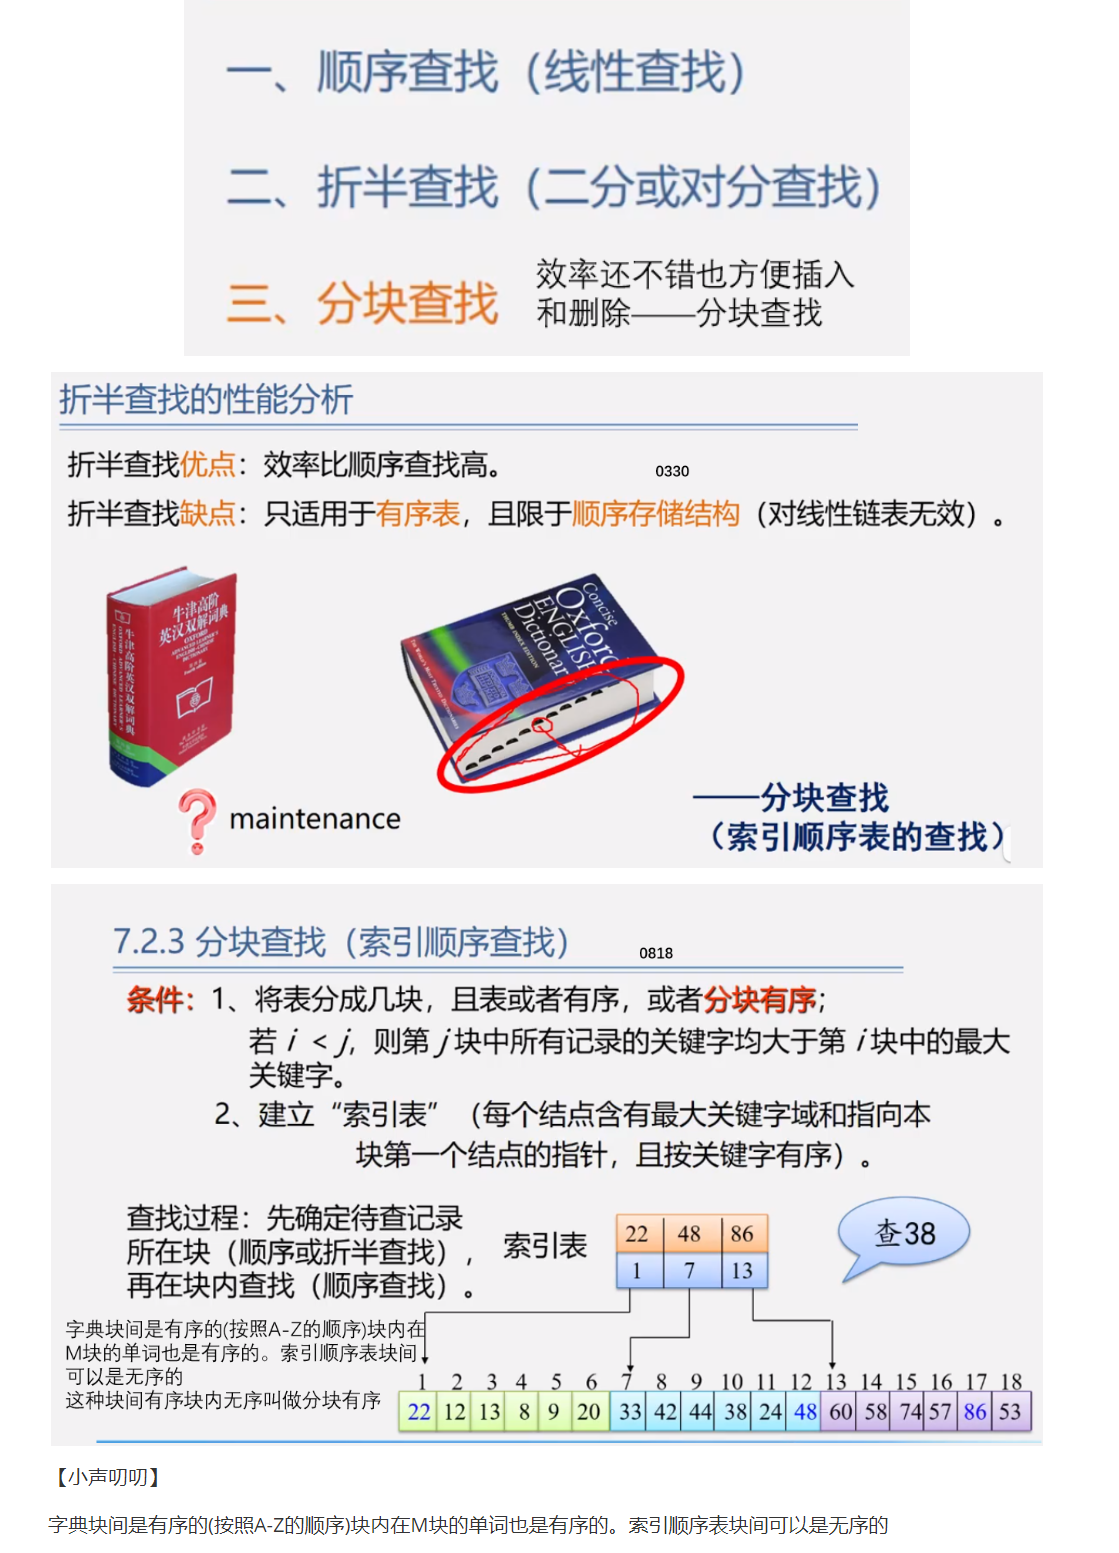 一、顺序查找（线性查找）
二、折半查找（二分或对分查找）
三、分块查找
效率还不错也方便插入
和删除——分块查找
折半查找的性能分析
折半查找优点：效率比顺序查找高。
0330
折半查找缺点：只适用于有序表，且限于顺序存储结构（对线性链表无效）。
牛津高阶
英汉双解词典
OXFORD
牛津高阶英汉双解词典
Concise
Oxford
ENGLISH
Dictionary
THUMB INDEX EDITION
? maintenance
——分块查找
（索引顺序表的查找）
7.2.3 分块查找（索引顺序查找）
0818
条件：1、将表分成几块，且表或者有序，或者分块有序；
若 i < j，则第 j 块中所有记录的关键字均大于第 i 块中的最大
关键字。
2、建立“索引表”（每个结点含有最大关键字域和指向本
块第一个结点的指针，且按关键字有序）。
查找过程：先确定待查记录
所在块（顺序或折半查找），
再在块内查找（顺序查找）。
索引表
22 48 86
1 7 13
查38
字典块间是有序的(按照A-Z的顺序)块内在
M块的单词也是有序的。索引顺序表块间
可以是无序的
这种块间有序块内无序叫做分块有序
1 2 3 4 5 6 7 8 9 10 11 12 13 14 15 16 17 18
22 12 13 8 9 20 33 42 44 38 24 48 60 58 74 57 86 53
【小声叨叨】
字典块间是有序的(按照A-Z的顺序)块内在M块的单词也是有序的。索引顺序表块间可以是无序的